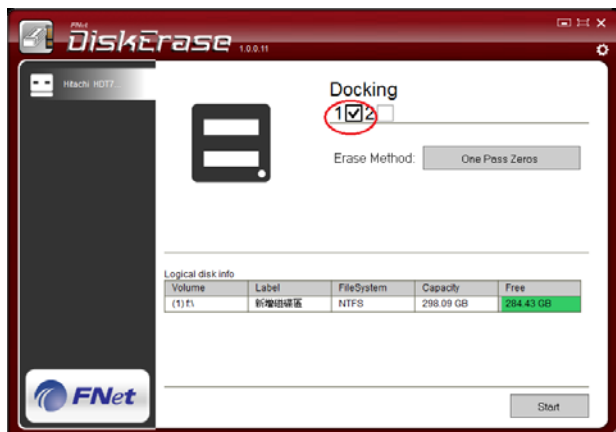 FNet
DiskErase 1.0.0.11
Hitachi HDT7...
Docking
1 2
Erase Method: One Pass Zeros
Logical disk info
Volume Label FileSystem Capacity Free
(1) f:\ 新增磁碟區 NTFS 298.09 GB 284.43 GB
FNet
Start